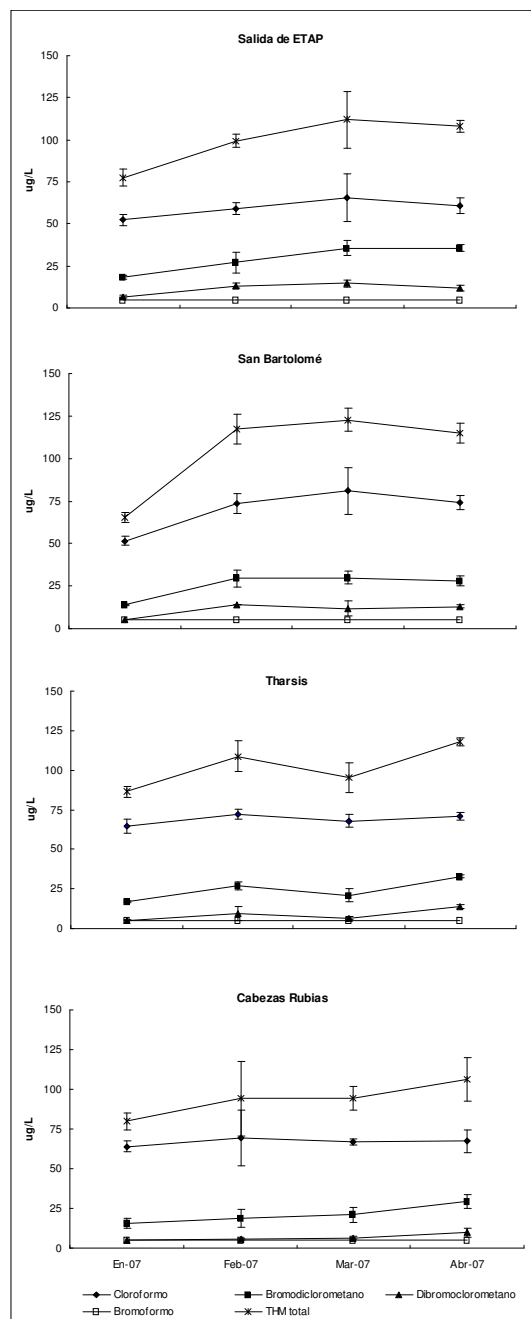 Salida de ETAP
150
125
100
75
50
25
0
ug/L
San Bartolomé
150
125
100
75
50
25
0
ug/L
Tharsis
150
125
100
75
50
25
0
ug/L
Cabezas Rubias
150
125
100
75
50
25
0
ug/L
En-07 Feb-07 Mar-07 Abr-07
Cloroformo Bromodiclorometano Dibromoclorometano
Bromoformo THM total